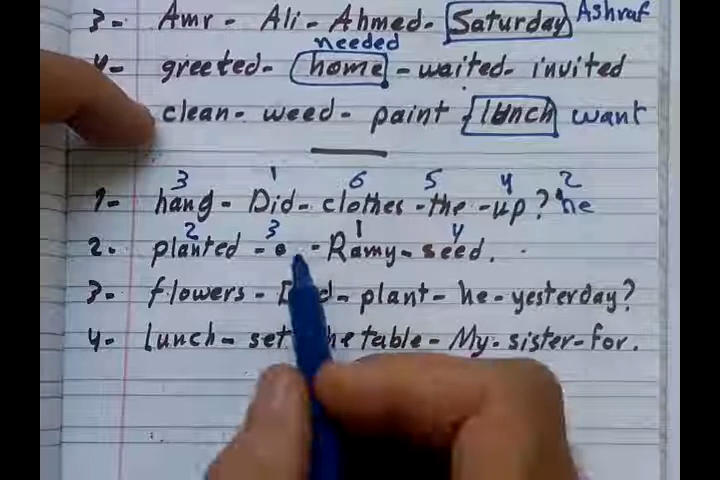 3- Amr - Ali - Ahmed - Saturday Ashraf
needed
4- greeted - home - waited - invited
clean - weed - paint - lunch want
3 1 6 5 4 2
1- hang - Did - clothes - the - up? he
2 3 1 4
2- planted - a - Ramy - seed.
3- flowers - Did - plant - he - yesterday?
4- lunch - set the table - My sister - for.